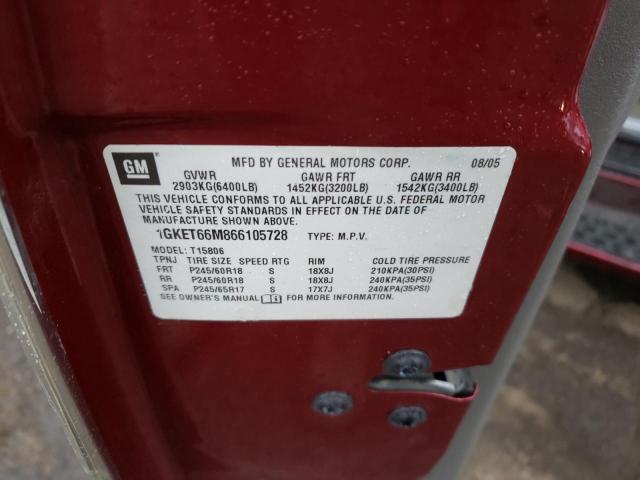 GM
MFD BY GENERAL MOTORS CORP. 08/05
GVWR GAWR FRT GAWR RR
2903KG(6400LB) 1452KG(3200LB) 1542KG(3400LB)
THIS VEHICLE CONFORMS TO ALL APPLICABLE U.S. FEDERAL MOTOR
VEHICLE SAFETY STANDARDS IN EFFECT ON THE DATE OF
MANUFACTURE SHOWN ABOVE.
1GKET66M866105728 TYPE: M.P.V.
MODEL: T15806
TPNJ TIRE SIZE SPEED RTG RIM COLD TIRE PRESSURE
FRT P245/60R18 S 18X8J 210KPA(30PSI)
RR P245/60R18 S 18X8J 240KPA(35PSI)
SPA P245/65R17 S 17X7J 240KPA(35PSI)
SEE OWNER'S MANUAL FOR MORE INFORMATION.